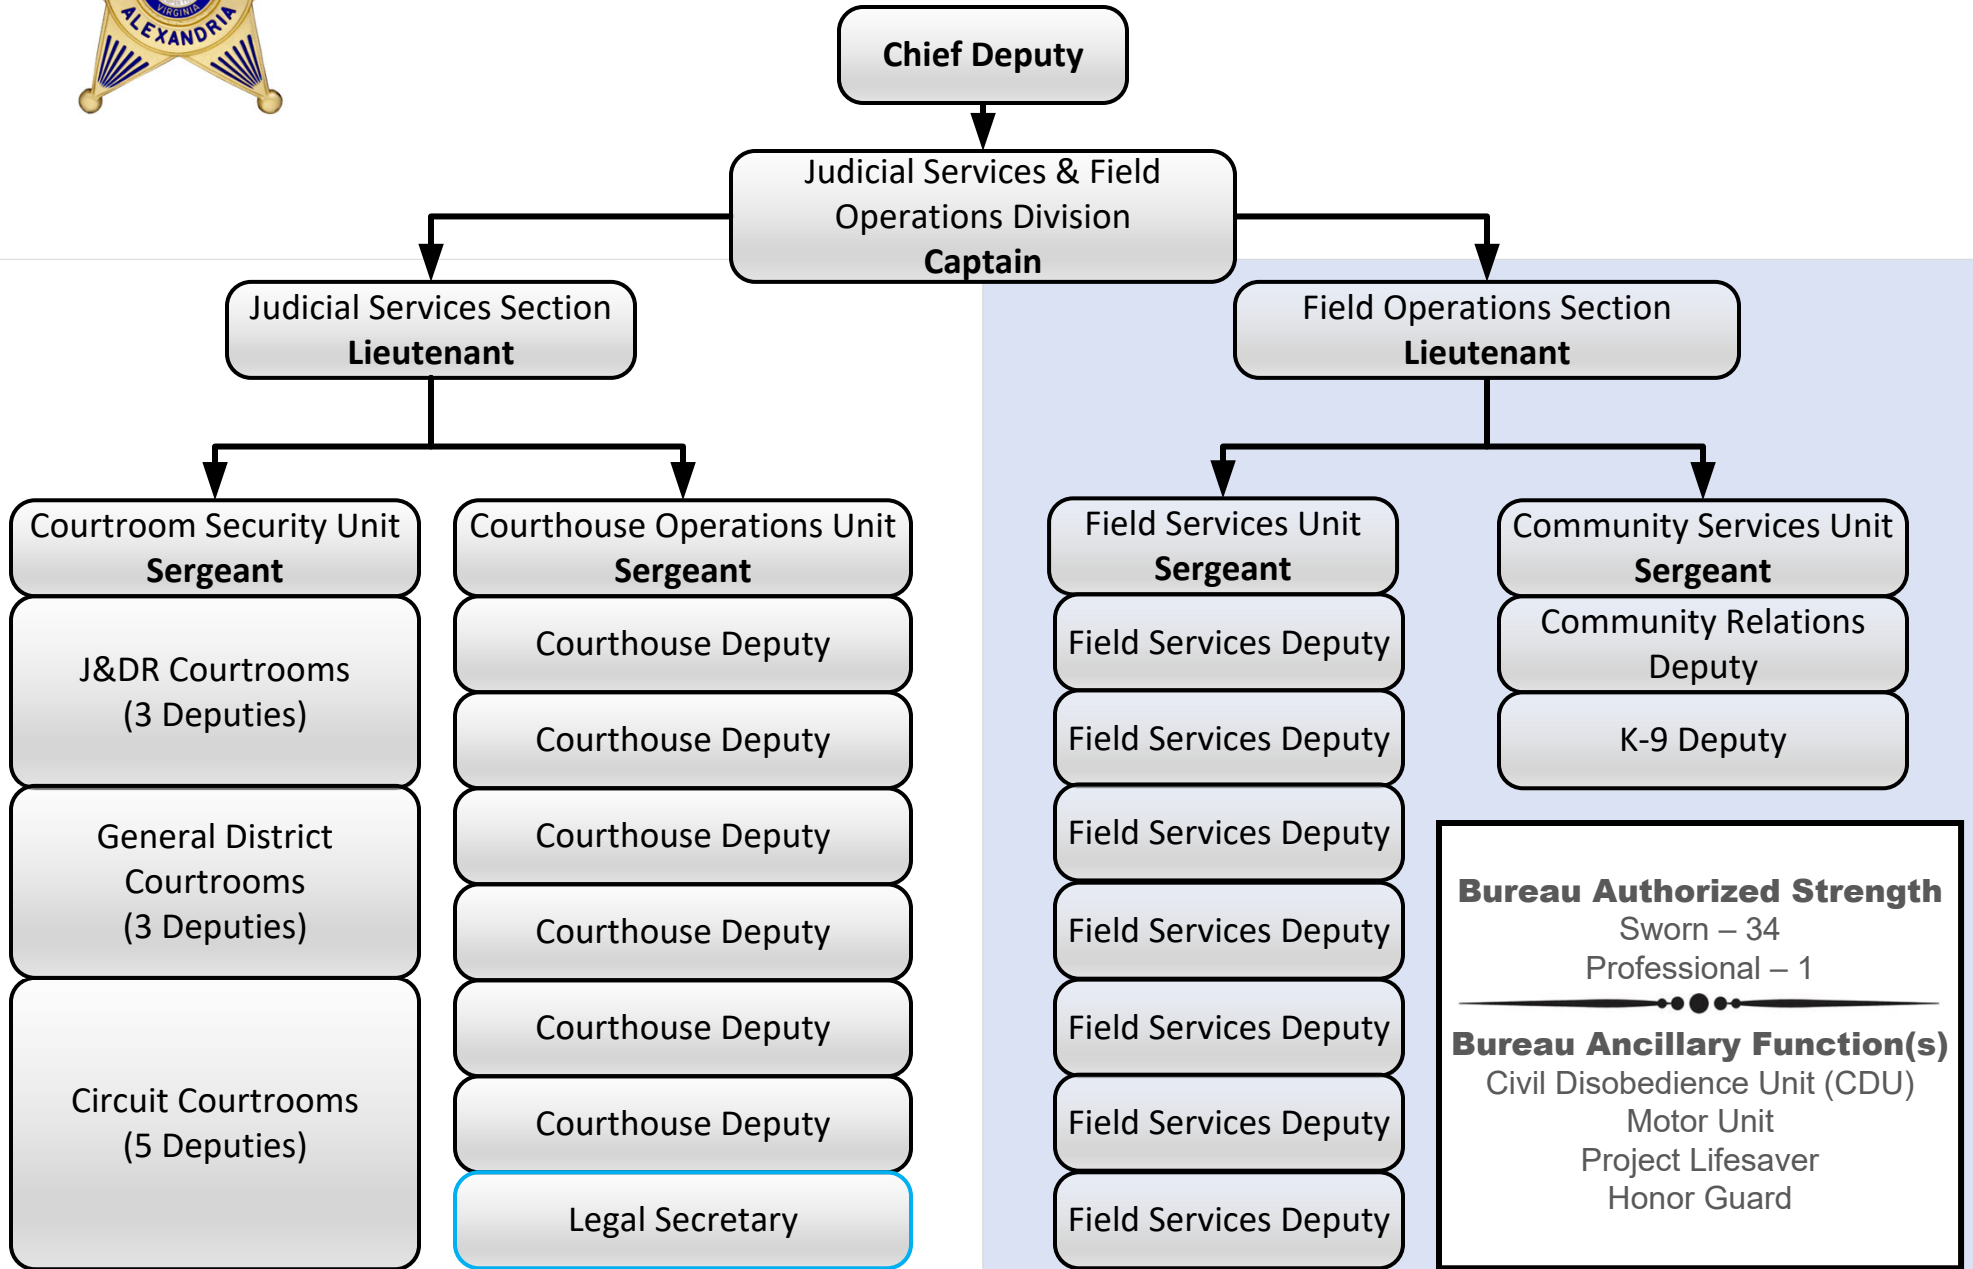 VIRGINIA
ALEXANDRIA
Chief Deputy
Judicial Services & Field
Operations Division
Captain
Judicial Services Section
Lieutenant
Field Operations Section
Lieutenant
Courtroom Security Unit
Sergeant
J&DR Courtrooms
(3 Deputies)
General District
Courtrooms
(3 Deputies)
Circuit Courtrooms
(5 Deputies)
Courthouse Operations Unit
Sergeant
Courthouse Deputy
Courthouse Deputy
Courthouse Deputy
Courthouse Deputy
Courthouse Deputy
Courthouse Deputy
Legal Secretary
Field Services Unit
Sergeant
Field Services Deputy
Field Services Deputy
Field Services Deputy
Field Services Deputy
Field Services Deputy
Field Services Deputy
Field Services Deputy
Community Services Unit
Sergeant
Community Relations
Deputy
K-9 Deputy
Bureau Authorized Strength
Sworn – 34
Professional – 1
Bureau Ancillary Function(s)
Civil Disobedience Unit (CDU)
Motor Unit
Project Lifesaver
Honor Guard